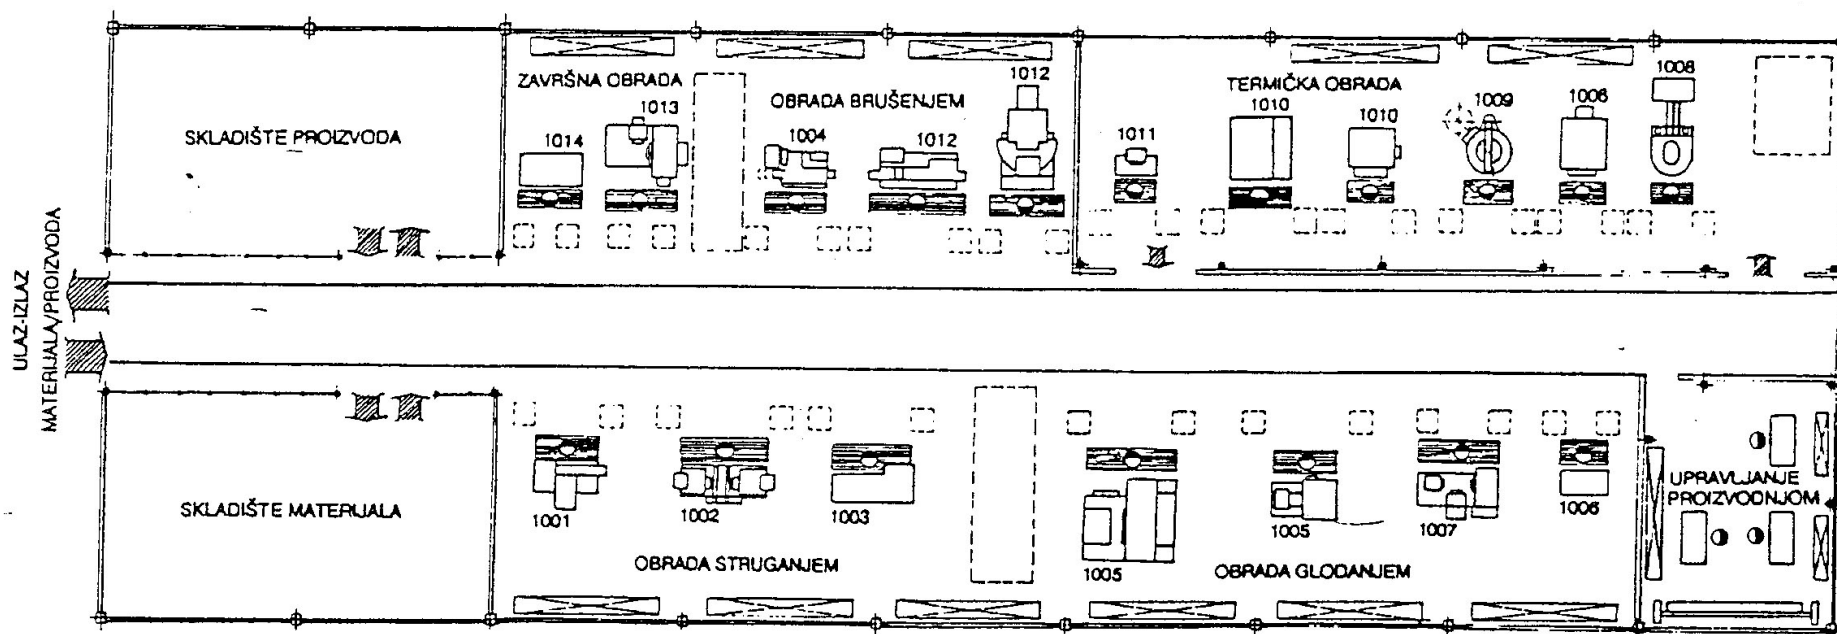 ZAVRŠNA OBRADA
1013
1014
SKLADIŠTE PROIZVODA
OBRADA BRUŠENJEM
1004
1012
1012
TERMIČKA OBRADA
1011
1010
1010
1009
1006
1008
ULAZ-IZLAZ
MATERIJALA/PROIZVODA
SKLADIŠTE MATERIJALA
1001
1002
1003
OBRADA STRUGANJEM
1005
1005
1007
1006
OBRADA GLODANJEM
UPRAVLJANJE
PROIZVODNJOM